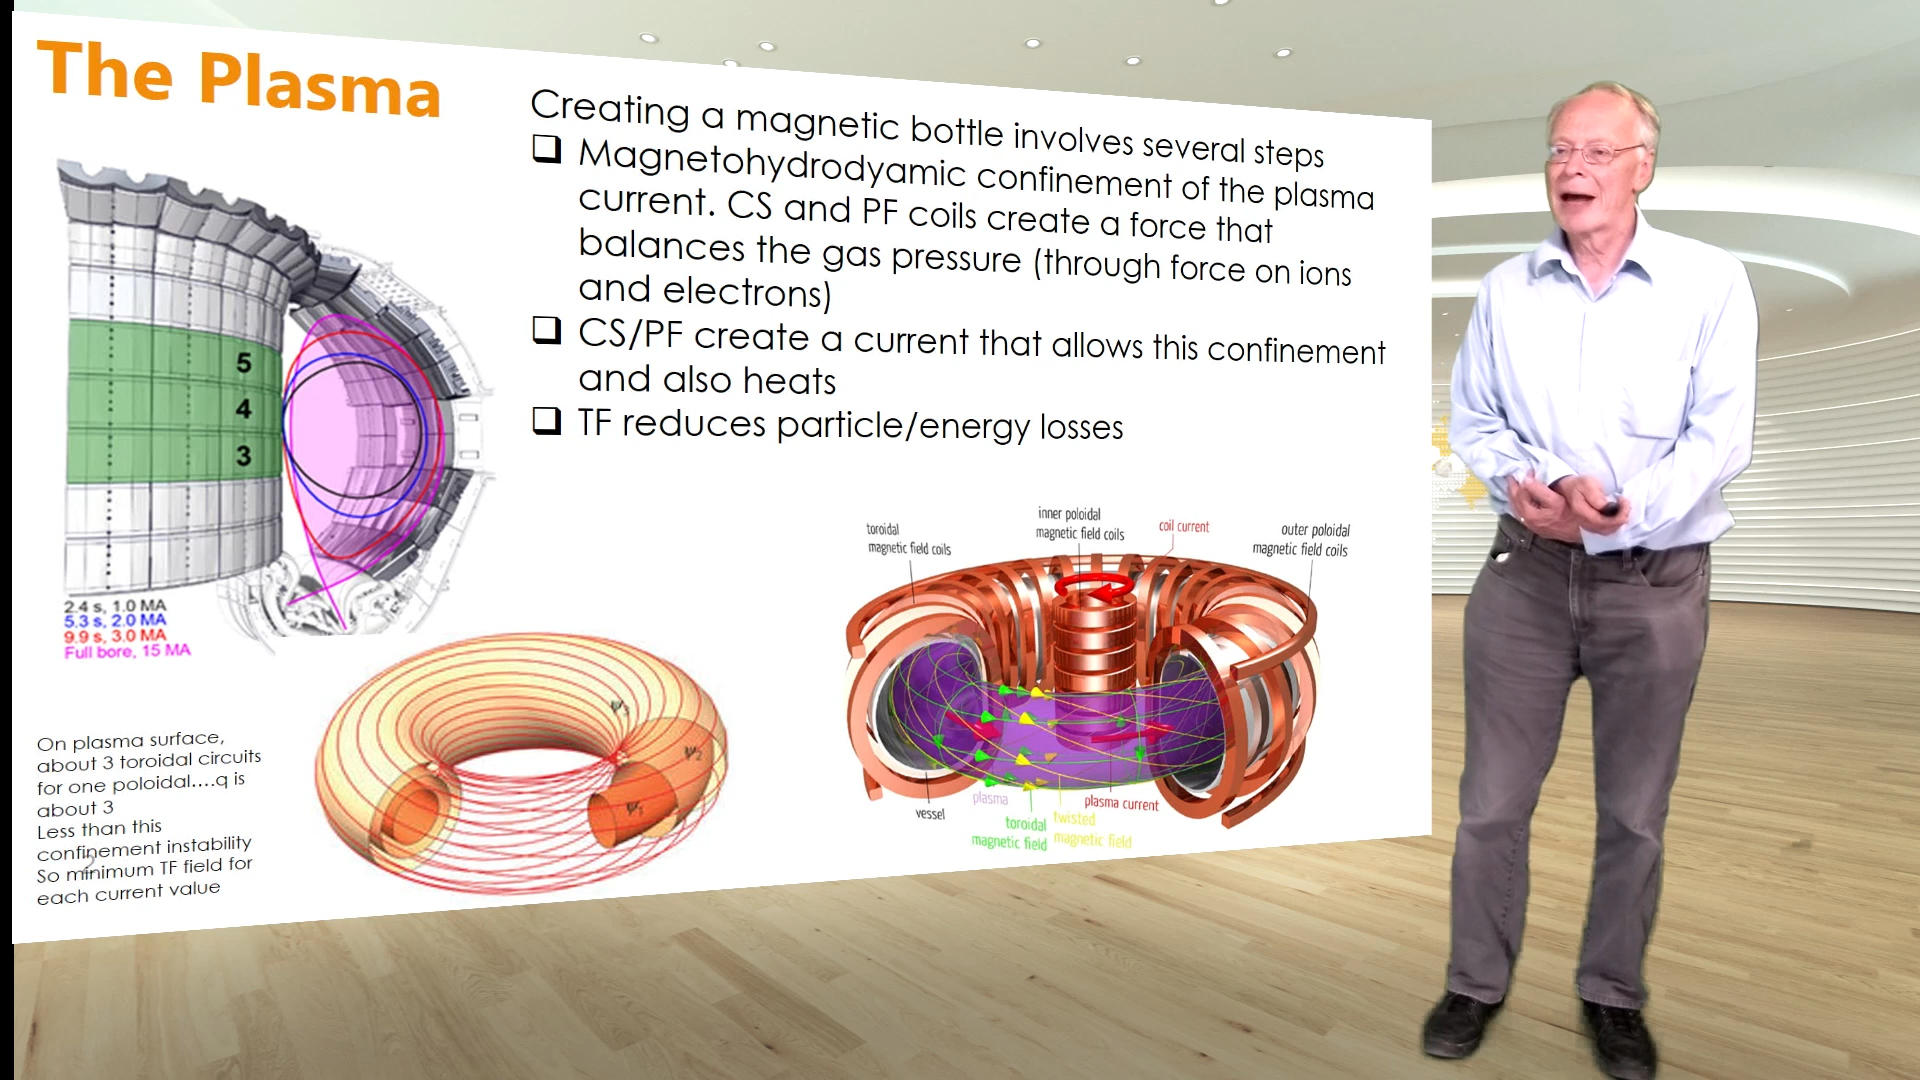 The Plasma
Creating a magnetic bottle involves several steps
Magnetohydrodyamic confinement of the plasma
current. CS and PF coils create a force that
balances the gas pressure (through force on ions
and electrons)
CS/PF create a current that allows this confinement
and also heats
TF reduces particle/energy losses
5
4
3
2.4 s, 1.0 MA
5.3 s, 2.0 MA
9.9 s, 3.0 MA
Full bore, 15 MA
On plasma surface,
about 3 toroidal circuits
for one poloidal....q is
about 3
Less than this
confinement instability
So minimum TF field for
each current value
2
Ψ3
Ψ2
Ψ1
toroidal
magnetic field coils
inner poloidal
magnetic field coils
coil current
outer poloidal
magnetic field coils
vessel
plasma
plasma current
toroidal
magnetic field
twisted
magnetic field